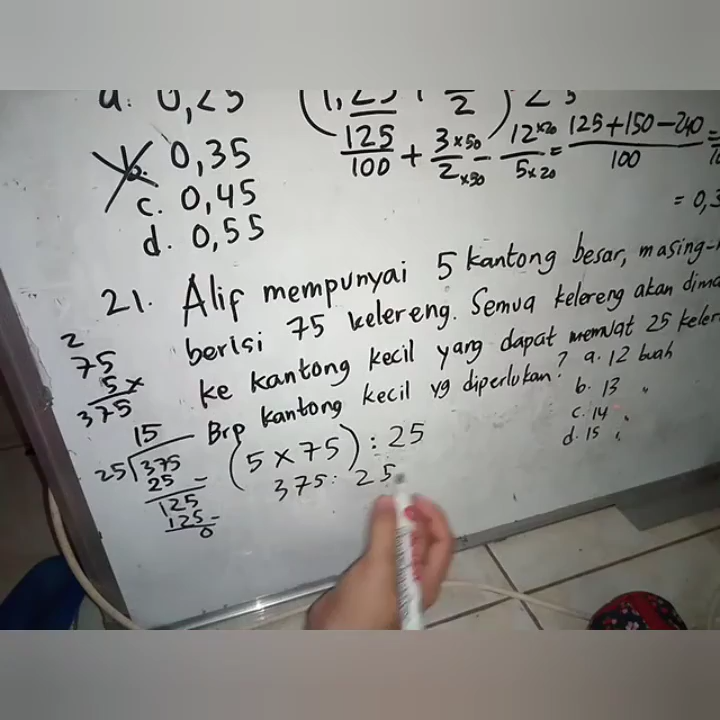 a. 0,25
b. 0,35
c. 0,45
d. 0,55
125/100 + 3×50/2×50 - 12×20/5×20 = 125+150-240/100 =
= 0,3
21. Alif mempunyai 5 kantong besar, masing-
berisi 75 kelereng. Semua kelereng akan dima
ke kantong kecil yang dapat memuat 25 keler
Brp kantong kecil yg diperlukan?
a. 12 buah
b. 13 "
c. 14 "
d. 15 "
2
75
5 ×
375
15
25 375
25 -
125
125 -
0
(5 × 75) : 25
375 : 25